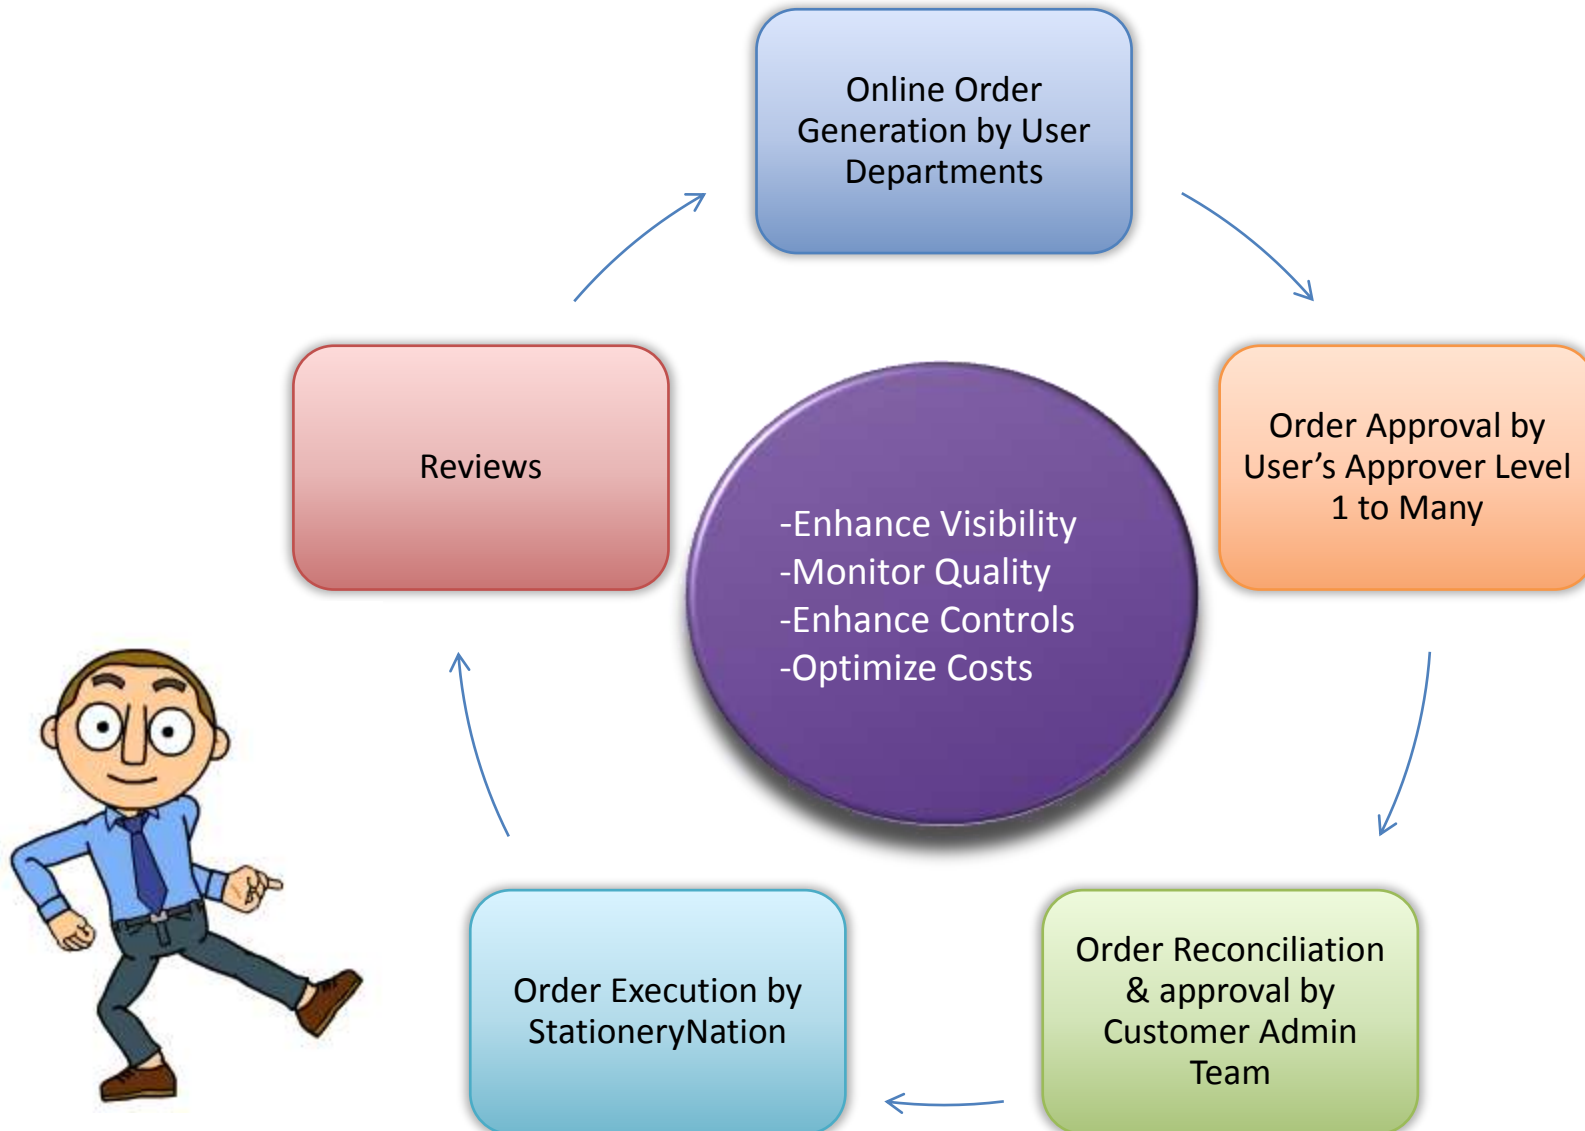 Online Order
Generation by User
Departments
Order Approval by
User’s Approver Level
1 to Many
Reviews
-Enhance Visibility
-Monitor Quality
-Enhance Controls
-Optimize Costs
Order Reconciliation
& approval by
Customer Admin
Team
Order Execution by
StationeryNation